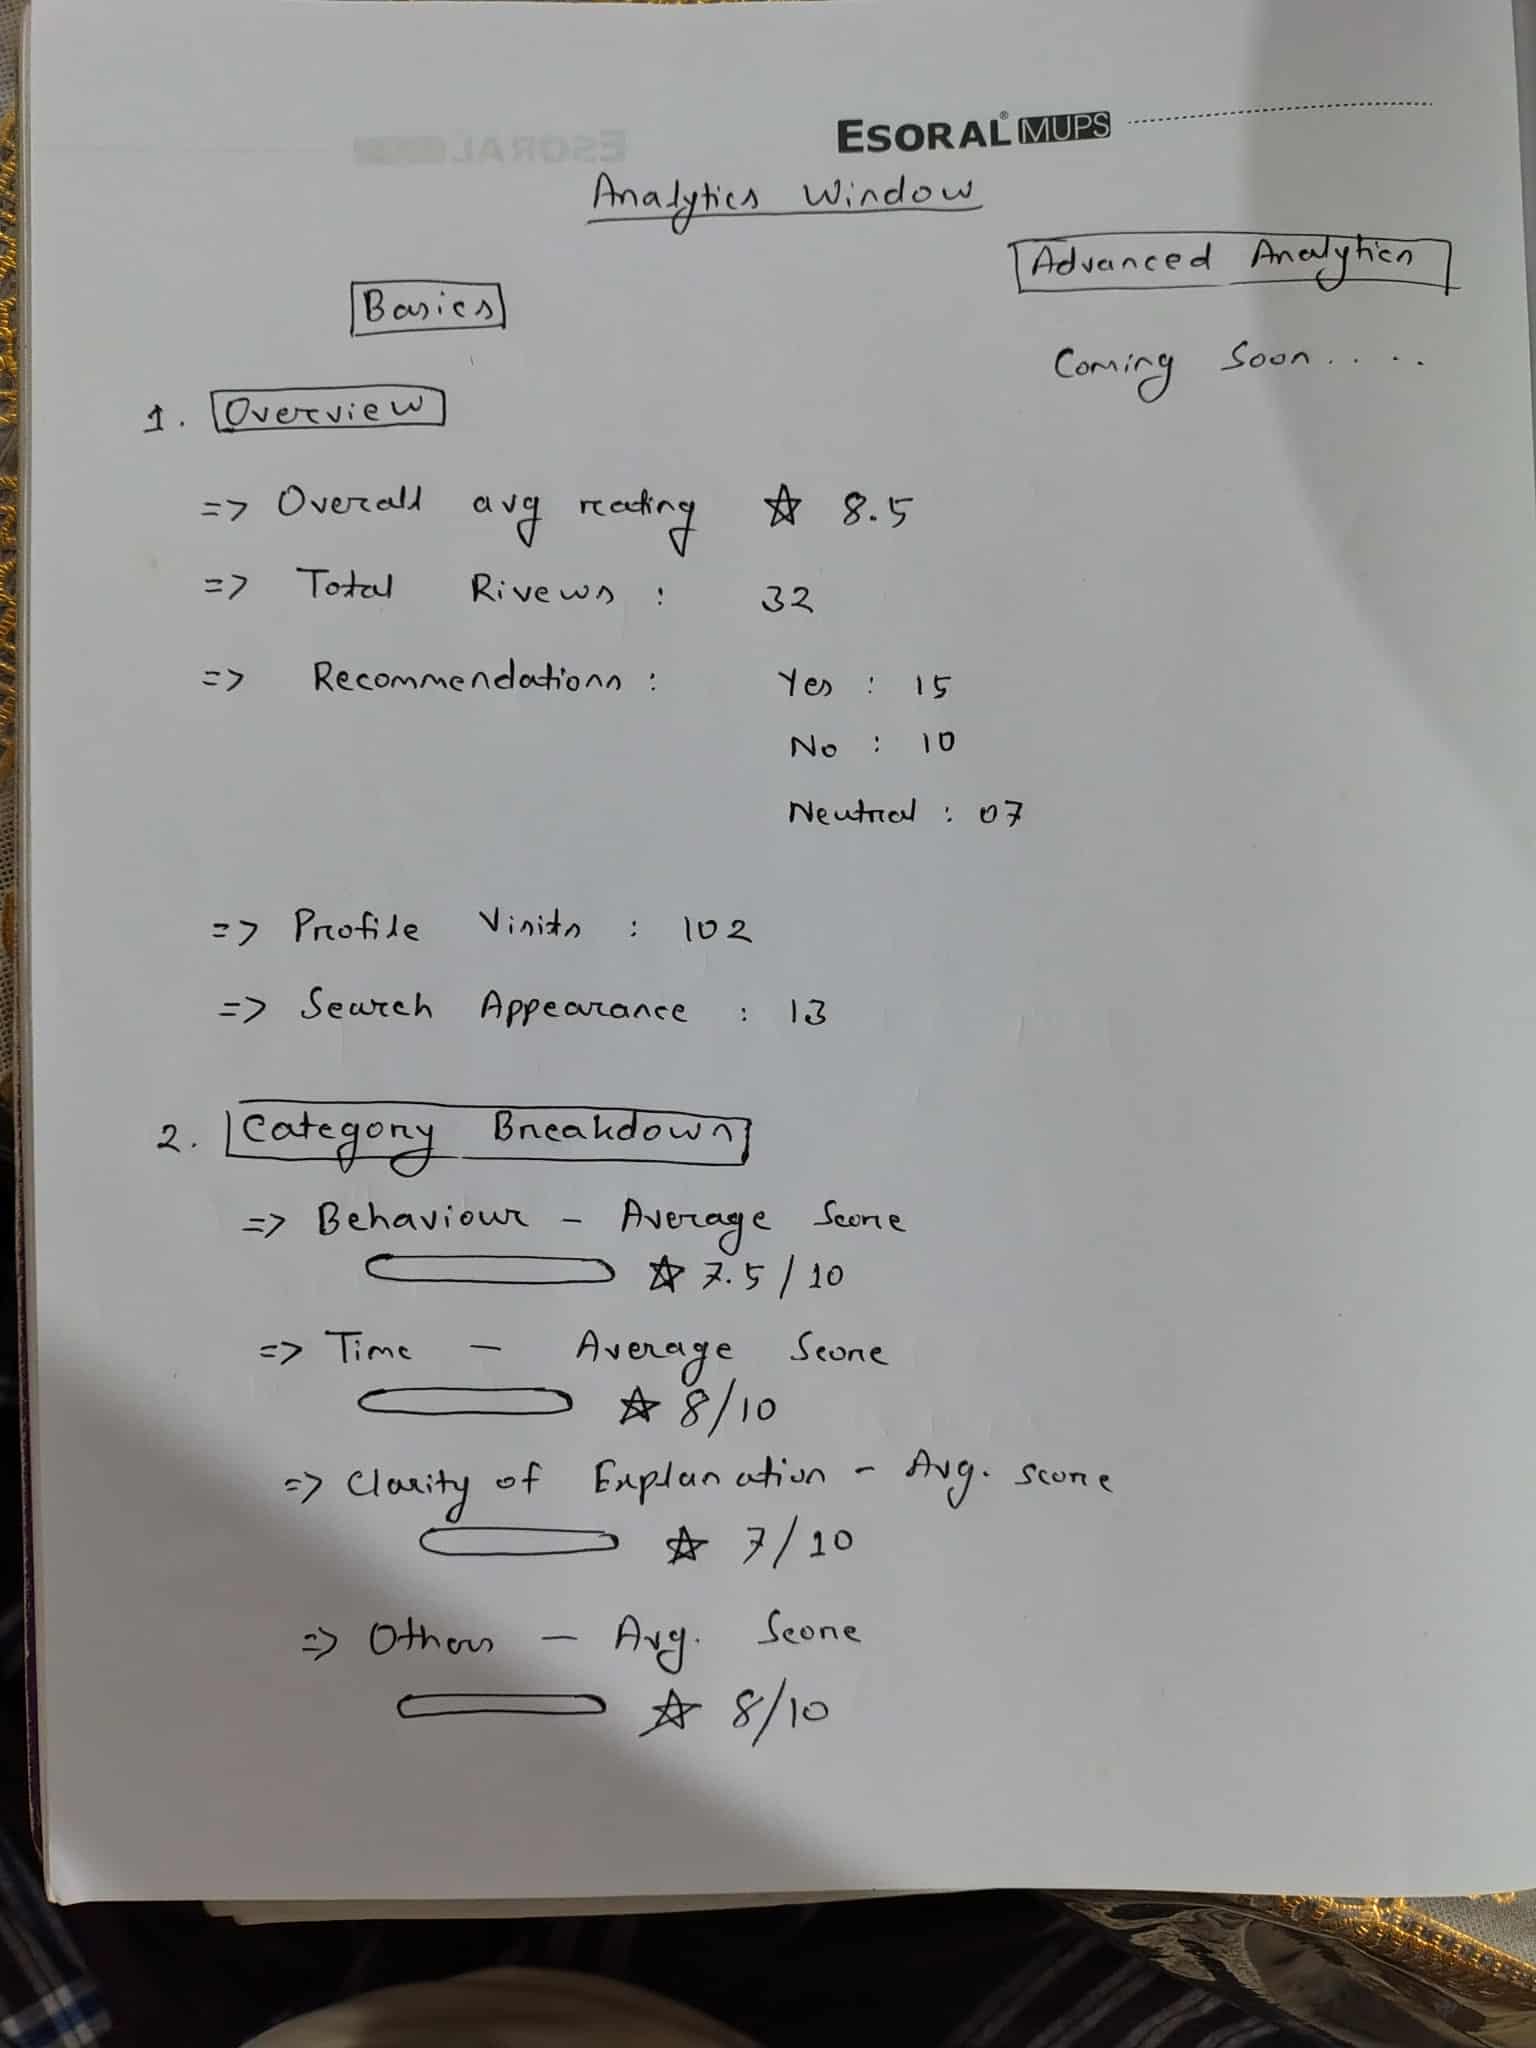 ESORAL® MUPS
Analytics Window
Advanced Analytics
Basics
Coming Soon.....
1. Overview
=> Overall avg rating ☆ 8.5
=> Total Rivews : 32
=> Recommendations : Yes : 15
No : 10
Neutral : 07
=> Profile Visits : 102
=> Search Appearance : 13
2. Category Breakdown
=> Behaviour - Average Score
☆ 7.5/10
=> Time - Average Score
☆ 8/10
=> Clarity of Explanation - Avg. score
☆ 7/10
=> Others - Avg. Score
☆ 8/10